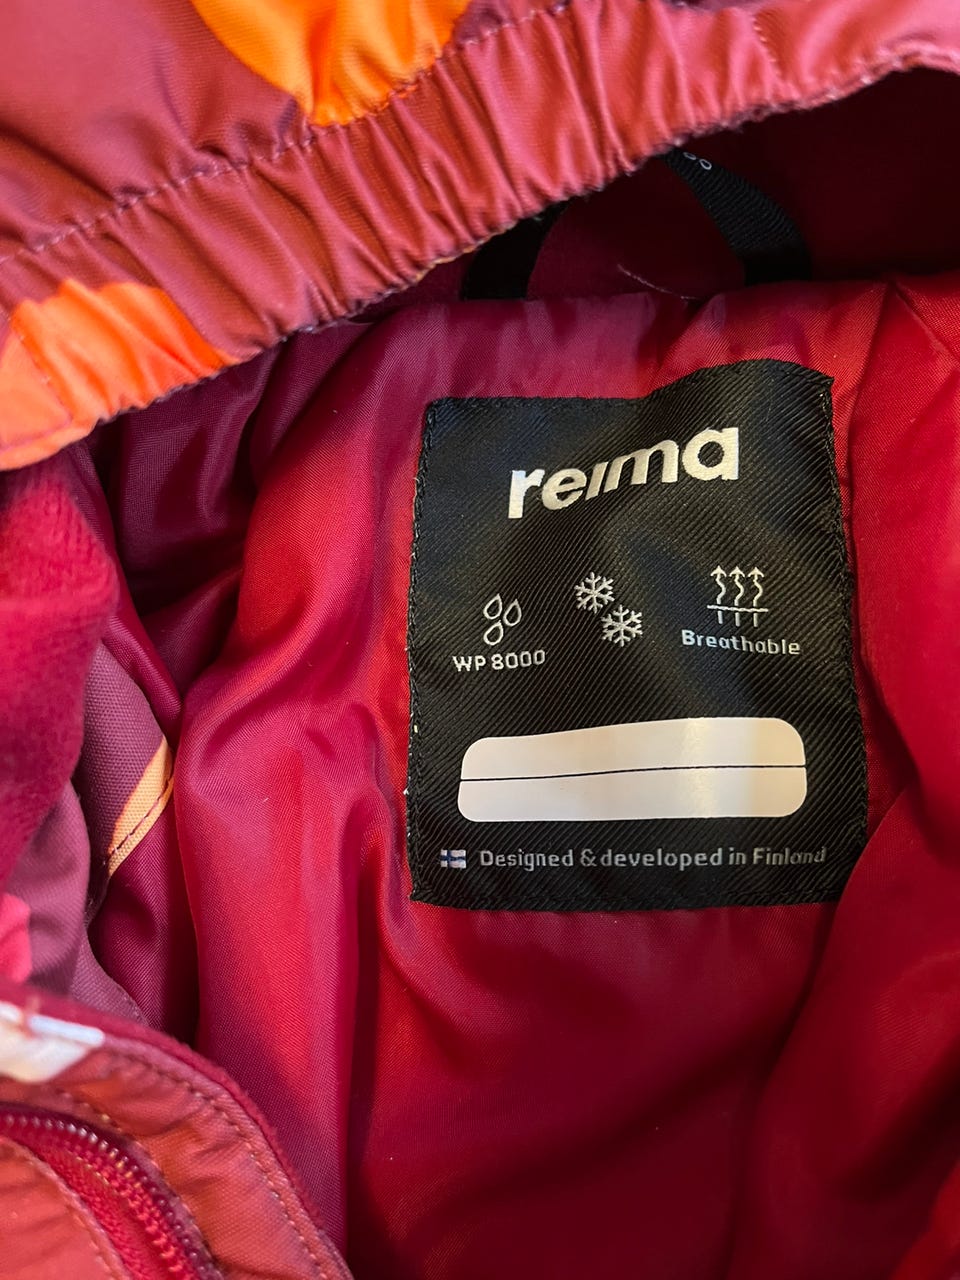 reima
WP 8000
Breathable
Designed & developed in Finland